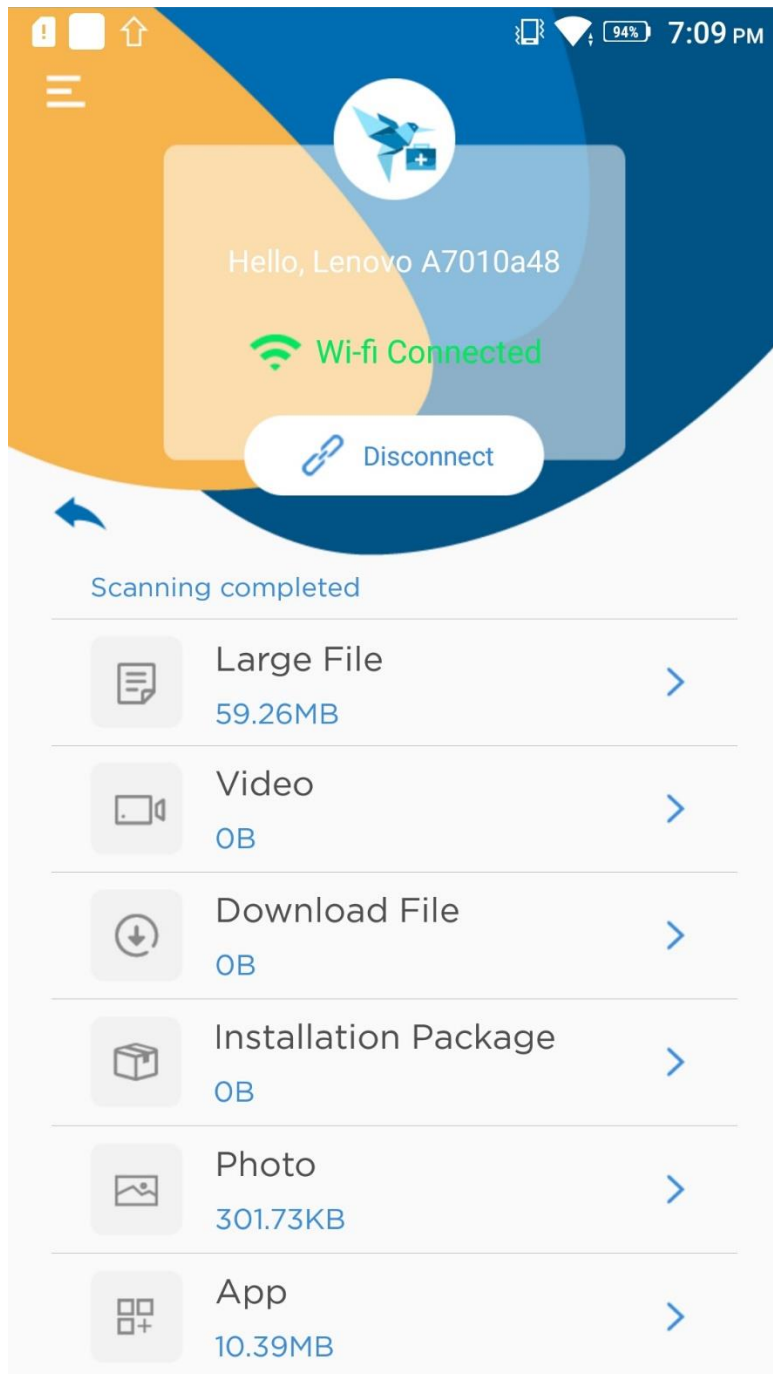 94% 7:09 PM
Hello, Lenovo A7010a48
Wi-fi Connected
Disconnect
Scanning completed
Large File
59.26MB
Video
0B
Download File
0B
Installation Package
0B
Photo
301.73KB
App
10.39MB